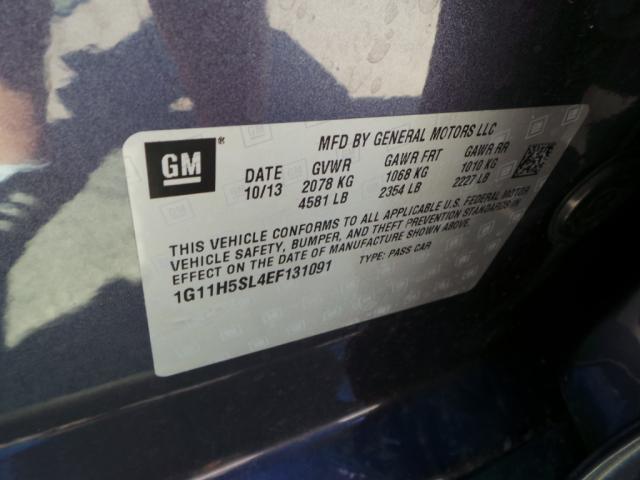 GM
MFD BY GENERAL MOTORS LLC
DATE GVWR GAWR FRT GAWR RR
10/13 2078 KG 1068 KG 1010 KG
4581 LB 2354 LB 2227 LB
THIS VEHICLE CONFORMS TO ALL APPLICABLE U.S. FEDERAL MOTOR
VEHICLE SAFETY, BUMPER, AND THEFT PREVENTION STANDARDS IN
EFFECT ON THE DATE OF MANUFACTURE SHOWN ABOVE.
1G11H5SL4EF131091 TYPE: PASS CAR